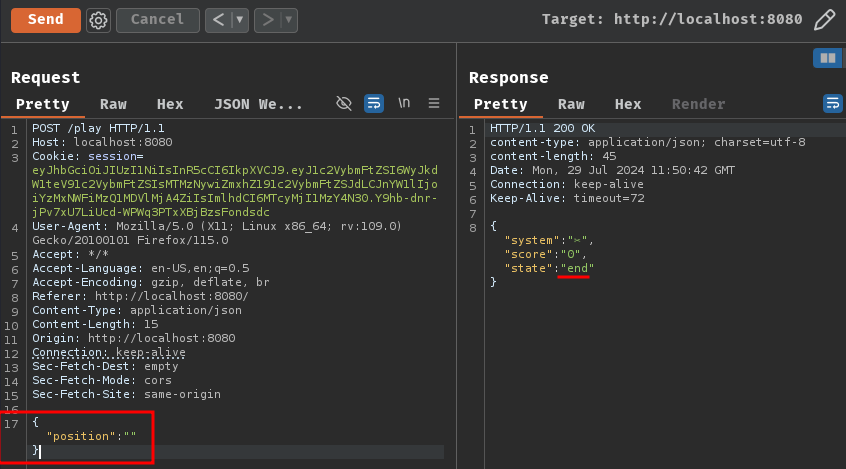 Send
Cancel
<
>
Target: http://localhost:8080
Request
Pretty Raw Hex JSON We... \n
1 POST /play HTTP/1.1
2 Host: localhost:8080
3 Cookie: session=
eyJhbGciOiJIUzI1NiIsInR5cCI6IkpXVCJ9.eyJ1c2VybmFtZSI6WyJkd
W1teV91c2VybmFtZSIsMTMzNywiZmxhZ191c2VybmFtZSJdLCJnYW1lIjo
iYzMxNWFiMzQ1MDVlMjA4ZiIsImlhdCI6MTcyMjI1MzY4N30.Y9hb-dnr-
jPv7xU7LiUcd-WPWq3PTxXBjBzsFondsdc
4 User-Agent: Mozilla/5.0 (X11; Linux x86_64; rv:109.0)
Gecko/20100101 Firefox/115.0
5 Accept: */*
6 Accept-Language: en-US,en;q=0.5
7 Accept-Encoding: gzip, deflate, br
8 Referer: http://localhost:8080/
9 Content-Type: application/json
10 Content-Length: 15
11 Origin: http://localhost:8080
12 Connection: keep-alive
13 Sec-Fetch-Dest: empty
14 Sec-Fetch-Mode: cors
15 Sec-Fetch-Site: same-origin
16
17 {
"position":""
}
Response
Pretty Raw Hex Render
1 HTTP/1.1 200 OK
2 content-type: application/json; charset=utf-8
3 content-length: 45
4 Date: Mon, 29 Jul 2024 11:50:42 GMT
5 Connection: keep-alive
6 Keep-Alive: timeout=72
7
8 {
"system":"✂",
"score":"0",
"state":"end"
}